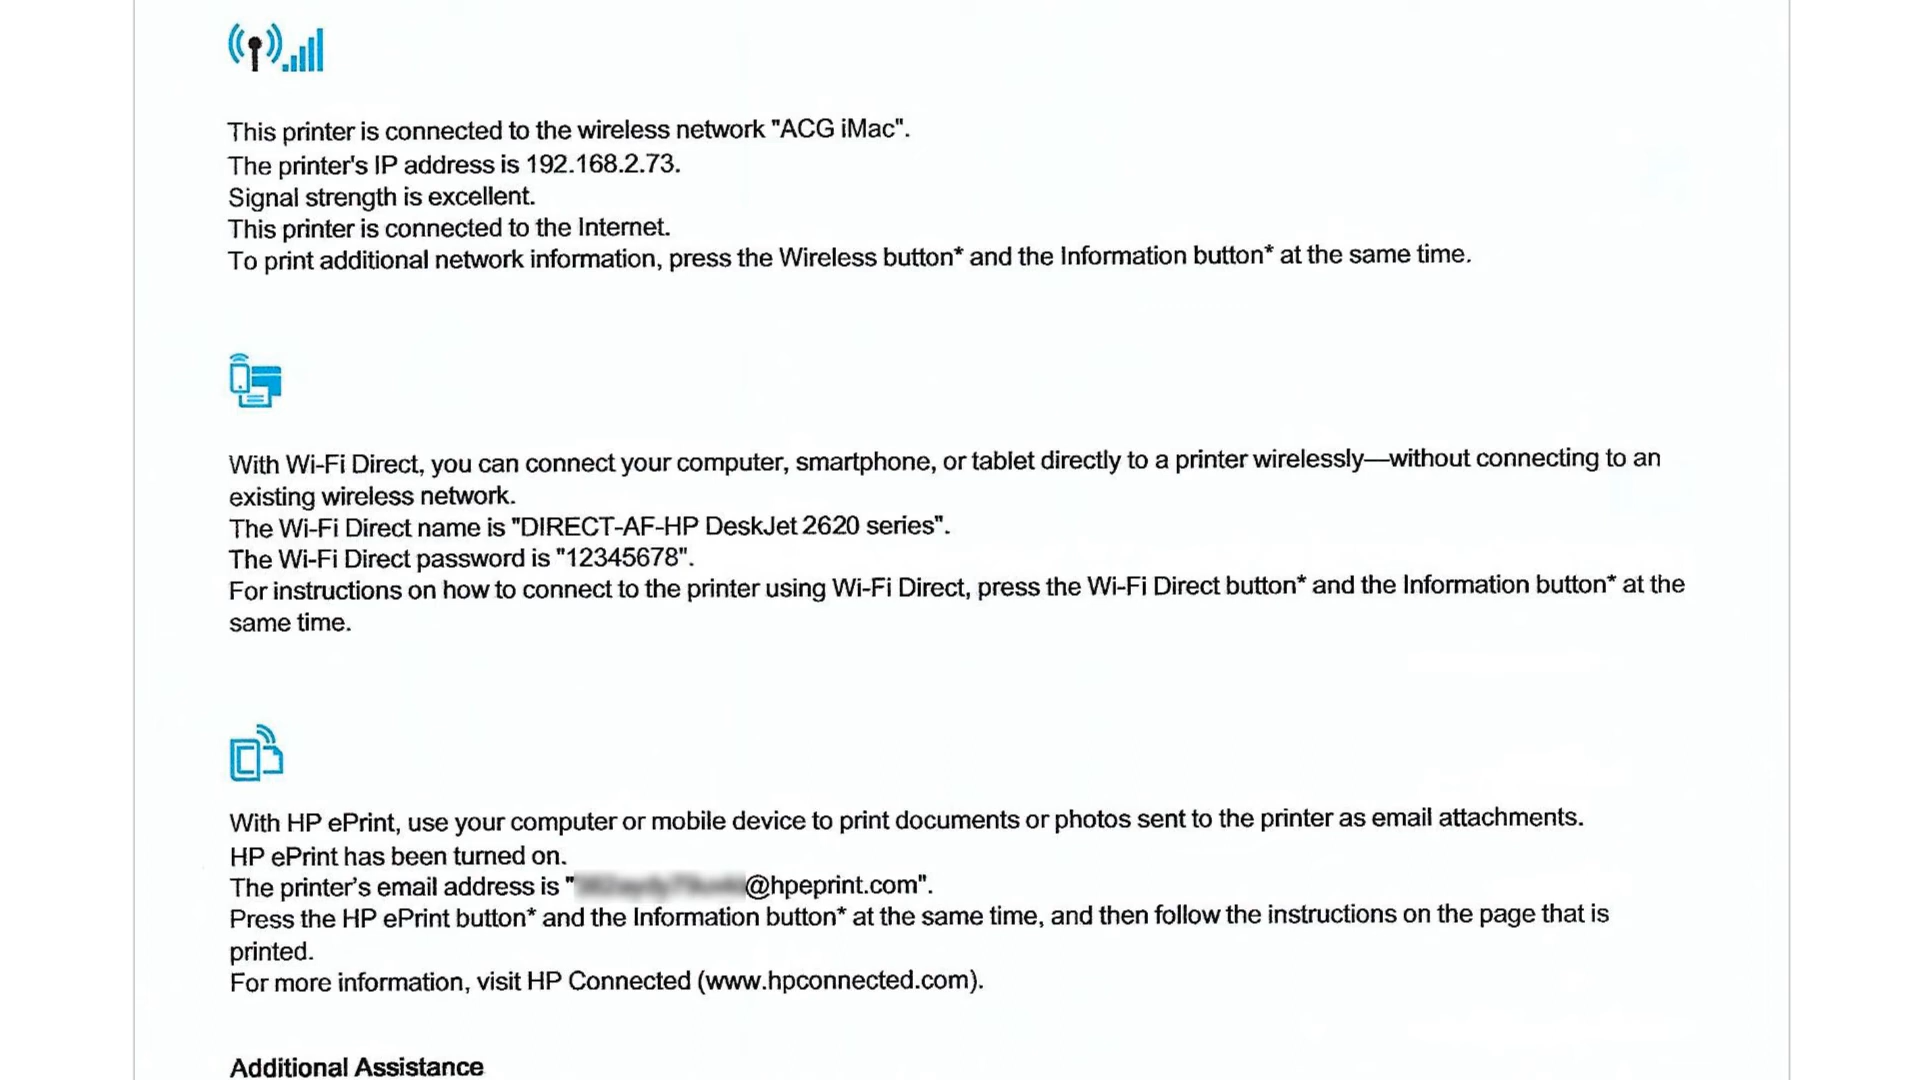 This printer is connected to the wireless network "ACG iMac".
The printer's IP address is 192.168.2.73.
Signal strength is excellent.
This printer is connected to the Internet.
To print additional network information, press the Wireless button* and the Information button* at the same time.
With Wi-Fi Direct, you can connect your computer, smartphone, or tablet directly to a printer wirelessly—without connecting to an
existing wireless network.
The Wi-Fi Direct name is "DIRECT-AF-HP DeskJet 2620 series".
The Wi-Fi Direct password is "12345678".
For instructions on how to connect to the printer using Wi-Fi Direct, press the Wi-Fi Direct button* and the Information button* at the
same time.
With HP ePrint, use your computer or mobile device to print documents or photos sent to the printer as email attachments.
HP ePrint has been turned on.
The printer's email address is " @hpeprint.com".
Press the HP ePrint button* and the Information button* at the same time, and then follow the instructions on the page that is
printed.
For more information, visit HP Connected (www.hpconnected.com).
Additional Assistance